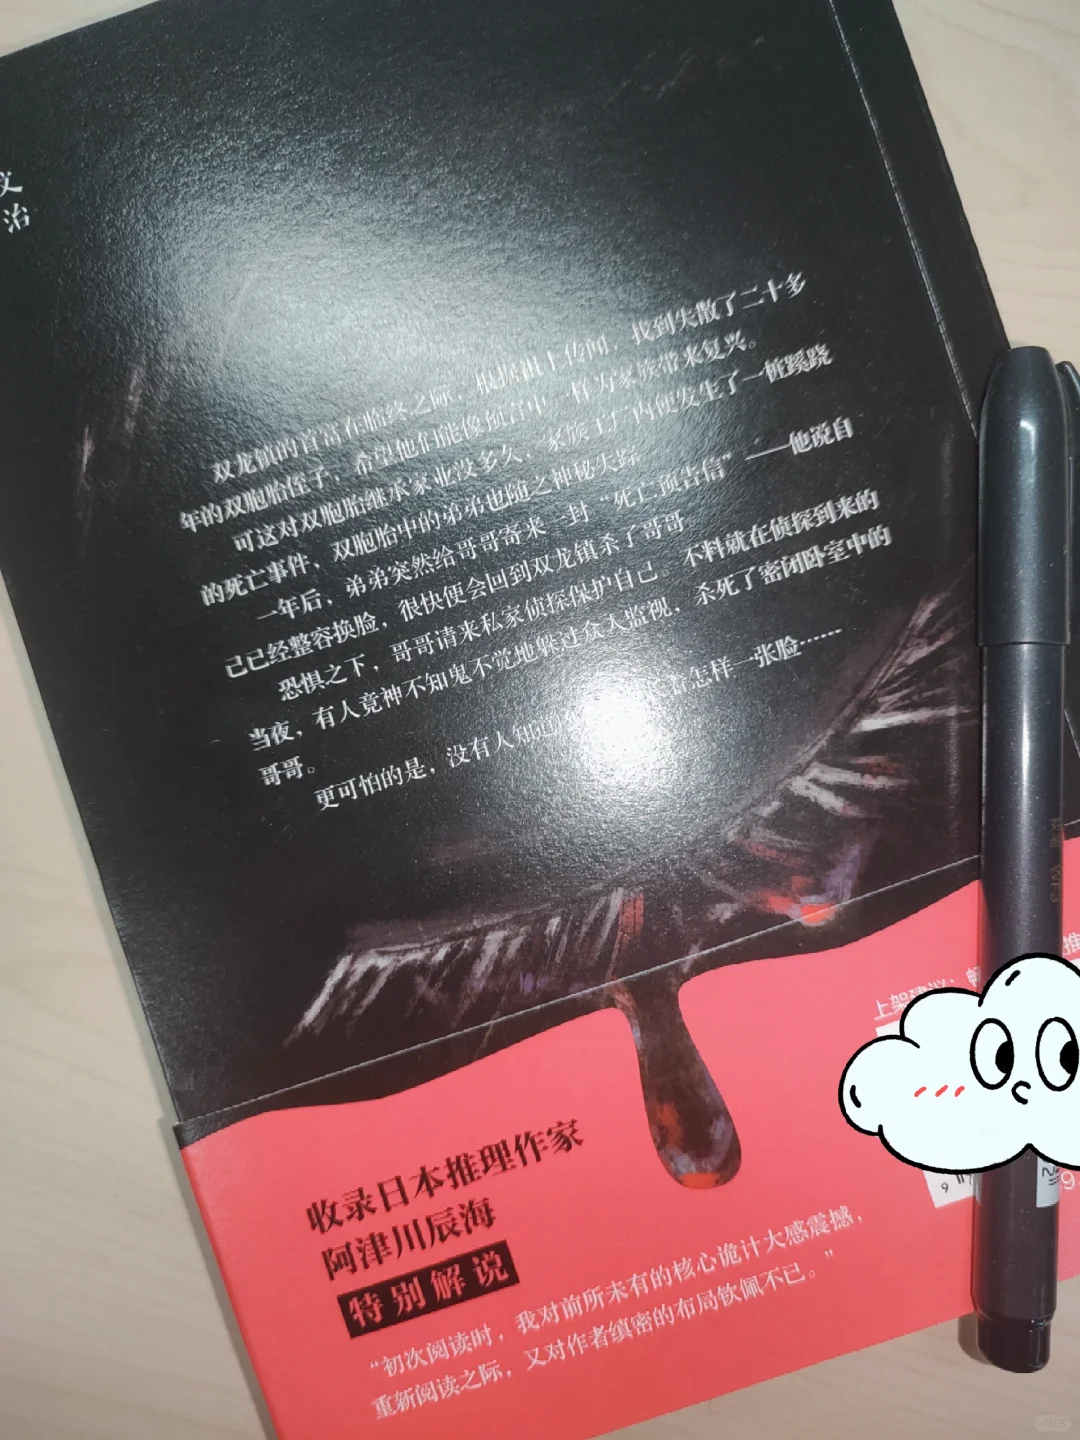 文
治
双龙镇的首富在临终之际，根据祖上传闻，找到失散了二十多
年的双胞胎侄子，希望他们能像预言中一样为家族带来复兴。
可这对双胞胎继承家业没多久，家族工厂内便发生了一桩蹊跷
的死亡事件，双胞胎中的弟弟也随之神秘失踪
一年后，弟弟突然给哥哥寄来一封“死亡预告信”——他说自
己已经整容换脸，很快便会回到双龙镇杀了哥哥。
恐惧之下，哥哥请来私家侦探保护自己。不料就在侦探到来的
当夜，有人竟神不知鬼不觉地躲过众人监视，杀死了密闭卧室中的
哥哥。
更可怕的是，没有人知道 怎样一张脸……
上架建议：畅
推
收录日本推理作家
阿津川辰海
特别解说
“初次阅读时，我对前所未有的核心诡计大感震撼，
重新阅读之际，又对作者缜密的布局钦佩不已。”
9